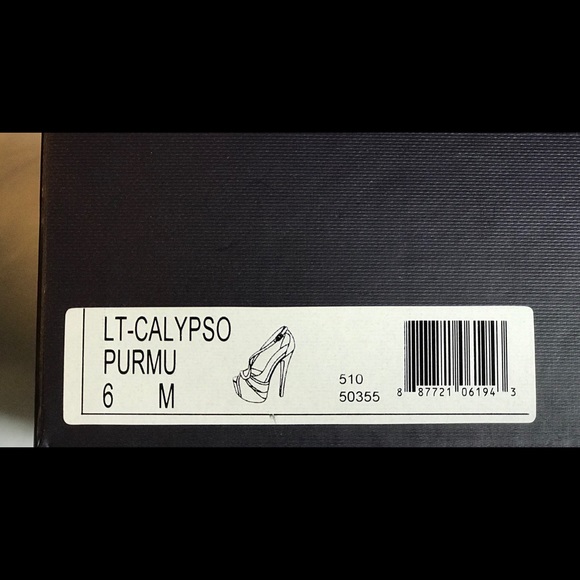 LT-CALYPSO
PURMU
6 M
510
50355
8 87721 06194 3